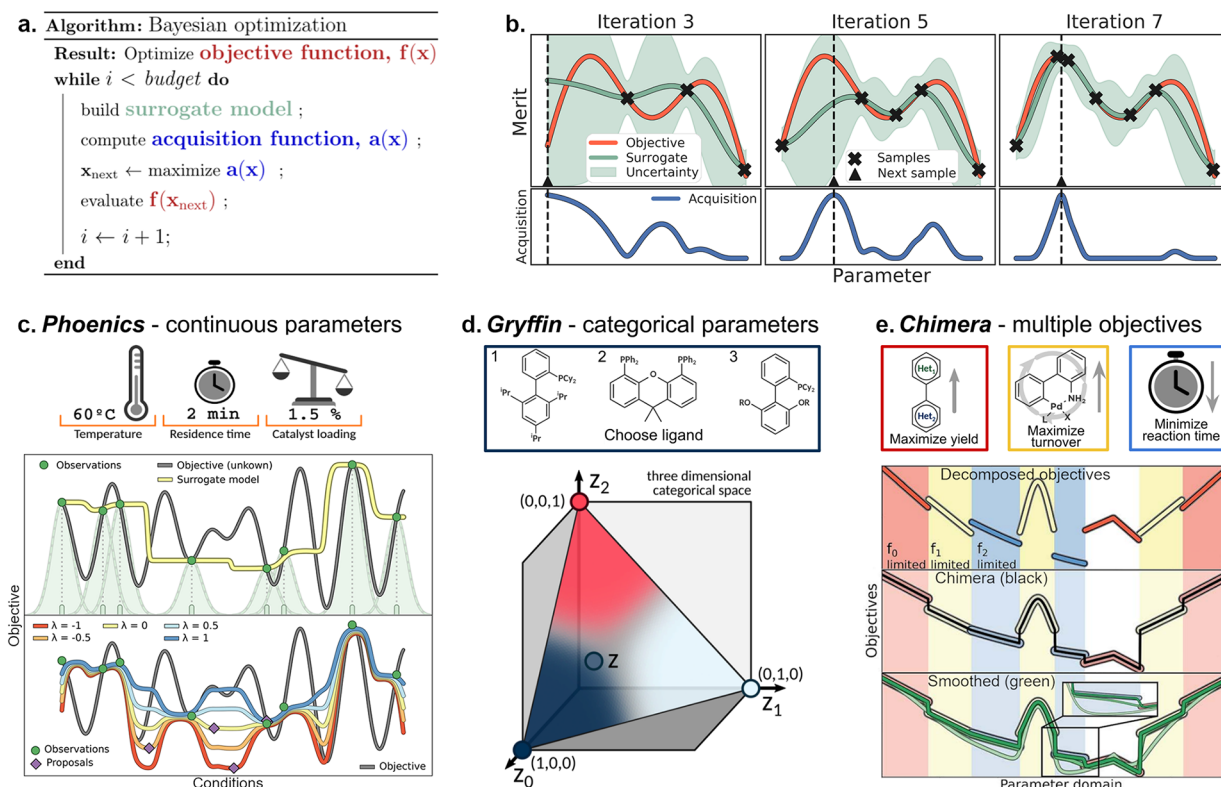 a.
Algorithm: Bayesian optimization
Result: Optimize objective function, f(x)
while i < budget do
build surrogate model ;
compute acquisition function, a(x) ;
x_next ← maximize a(x) ;
evaluate f(x_next) ;
i ← i + 1;
end
b.
Iteration 3
Iteration 5
Iteration 7
Merit
Objective
Surrogate
Uncertainty
Samples
Next sample
Acquisition
Acquisition
Parameter
c. Phoenics - continuous parameters
60ºC
2 min
1.5 %
Temperature
Residence time
Catalyst loading
Observations
Objective (unkown)
Surrogate model
Objective
λ = -1
λ = 0
λ = 0.5
λ = -0.5
λ = 1
Observations
Proposals
Objective
Conditions
d. Gryffin - categorical parameters
1
2
3
PCy2
iPr
iPr
iPr
PPh2
PPh2
O
PCy2
RO
OR
Choose ligand
three dimensional
categorical space
z2
(0,0,1)
z
(0,1,0)
z1
(1,0,0)
z0
e. Chimera - multiple objectives
Het1
Het2
Maximize yield
Pd
NH2
L
X
Maximize
turnover
Minimize
reaction time
Decomposed objectives
f0
limited
f1
limited
f2
limited
Chimera (black)
Objectives
Smoothed (green)
Parameter domain